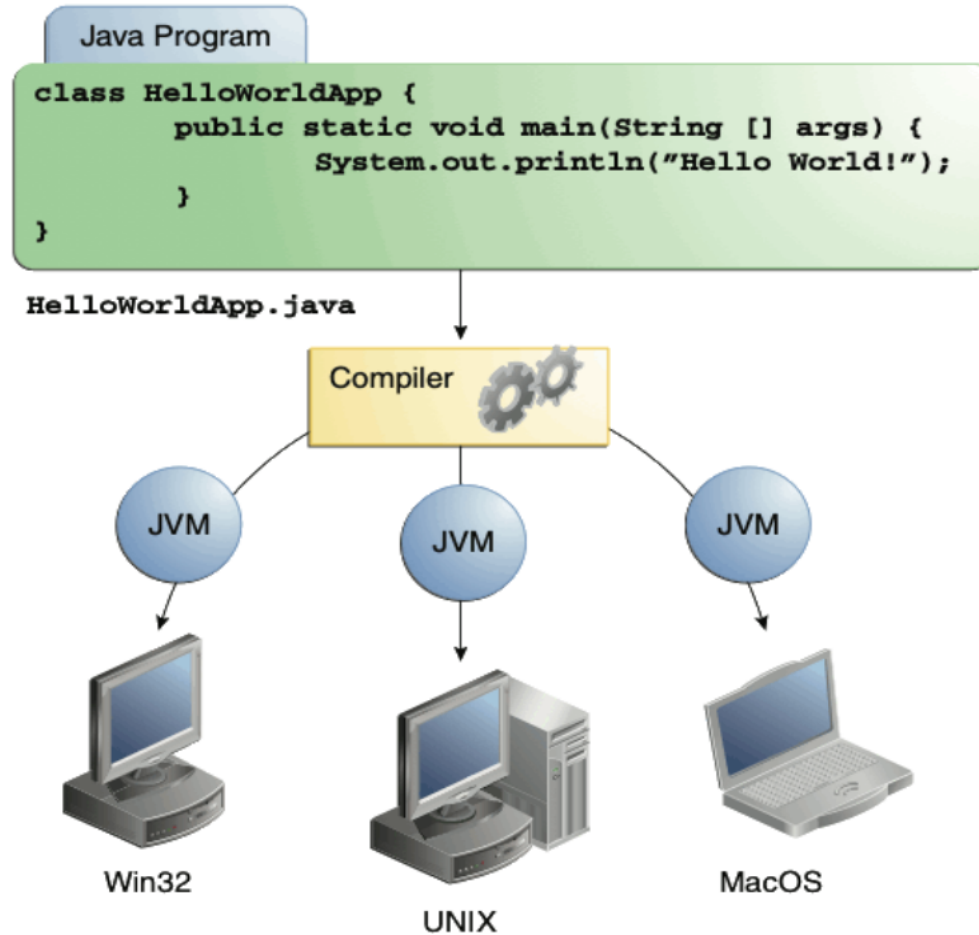 Java Program
class HelloWorldApp {
public static void main(String [] args) {
System.out.println(”Hello World!”);
}
}
HelloWorldApp.java
Compiler
JVM
JVM
JVM
Win32
UNIX
MacOS